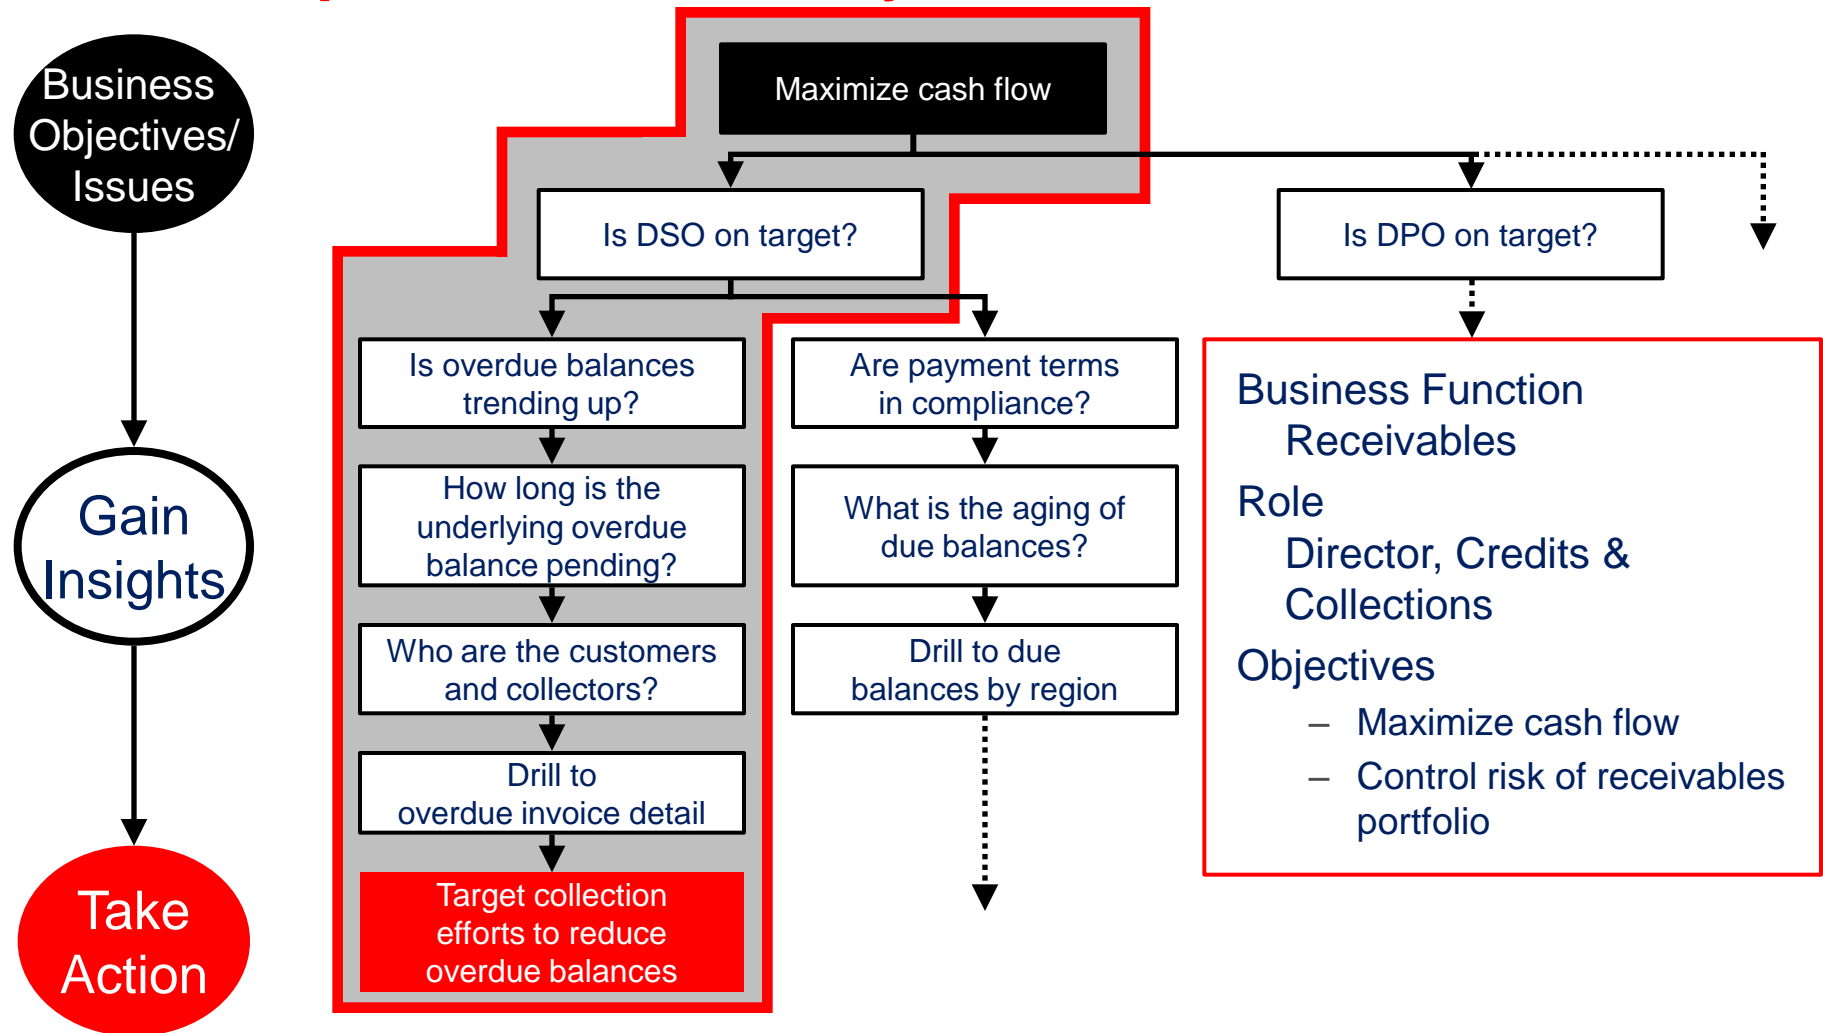 Business
Objectives/
Issues
Gain
Insights
Take
Action
Maximize cash flow
Is DSO on target?
Is DPO on target?
Is overdue balances
trending up?
How long is the
underlying overdue
balance pending?
Who are the customers
and collectors?
Drill to
overdue invoice detail
Target collection
efforts to reduce
overdue balances
Are payment terms
in compliance?
What is the aging of
due balances?
Drill to due
balances by region
Business Function
Receivables
Role
Director, Credits &
Collections
Objectives
– Maximize cash flow
– Control risk of receivables
portfolio